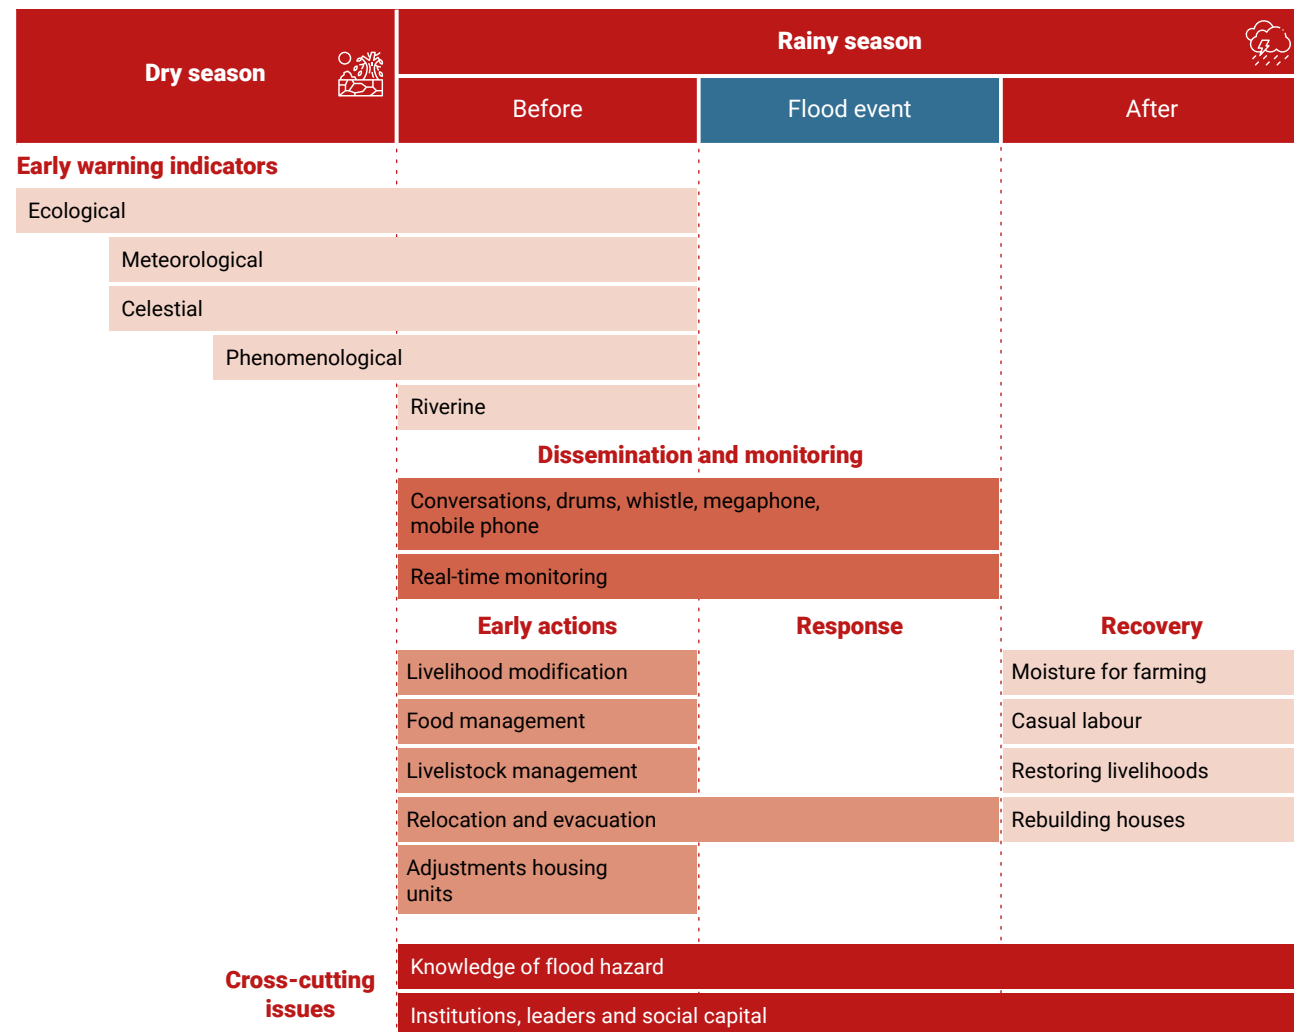 Dry season
Rainy season
Before
Flood event
After
Early warning indicators
Ecological
Meteorological
Celestial
Phenomenological
Riverine
Dissemination and monitoring
Conversations, drums, whistle, megaphone,
mobile phone
Real-time monitoring
Early actions
Response
Recovery
Livelihood modification
Moisture for farming
Food management
Casual labour
Livelistock management
Restoring livelihoods
Relocation and evacuation
Rebuilding houses
Adjustments housing
units
Cross-cutting
issues
Knowledge of flood hazard
Institutions, leaders and social capital